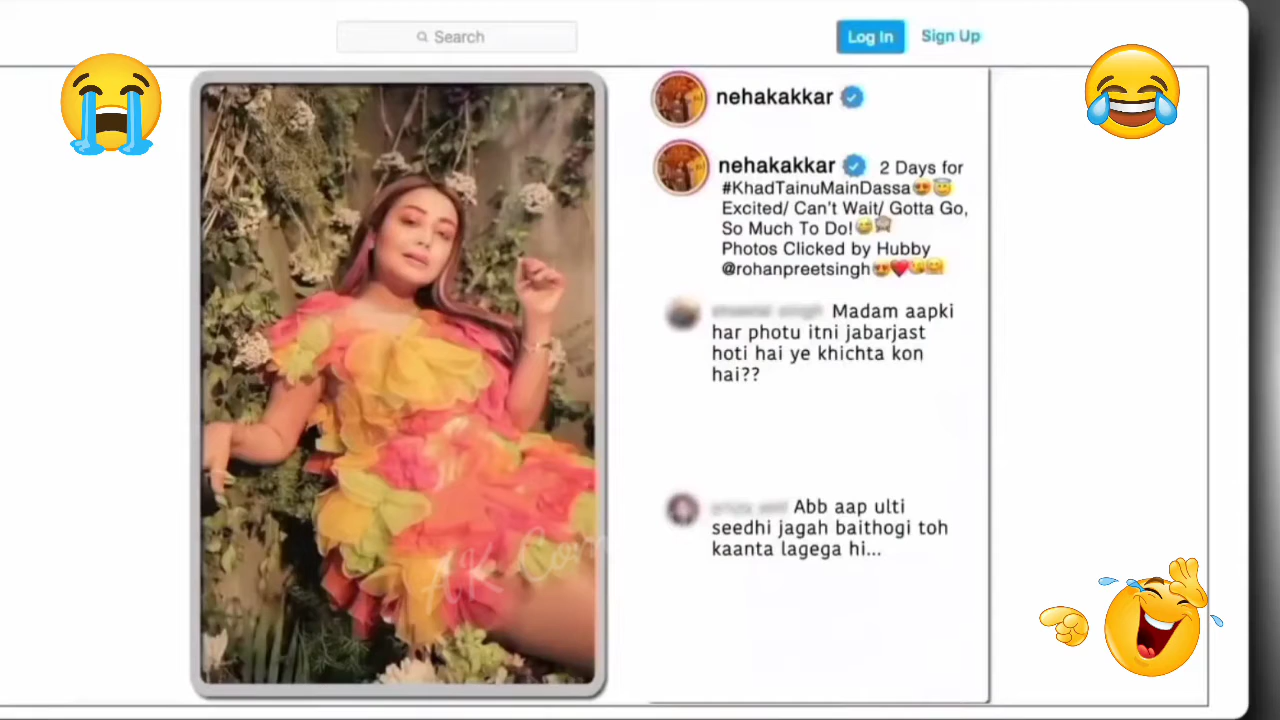 Search
Log In
Sign Up
nehakakkar
nehakakkar 2 Days for
#KhadTainuMainDassa😍😇
Excited/ Can't Wait/ Gotta Go,
So Much To Do!😅🙈
Photos Clicked by Hubby
@rohanpreetsingh😍❤️😘🤗
Madam aapki
har photu itni jabarjast
hoti hai ye khichta kon
hai??
Abb aap ulti
seedhi jagah baithogi toh
kaanta lagega hi...
AK Com